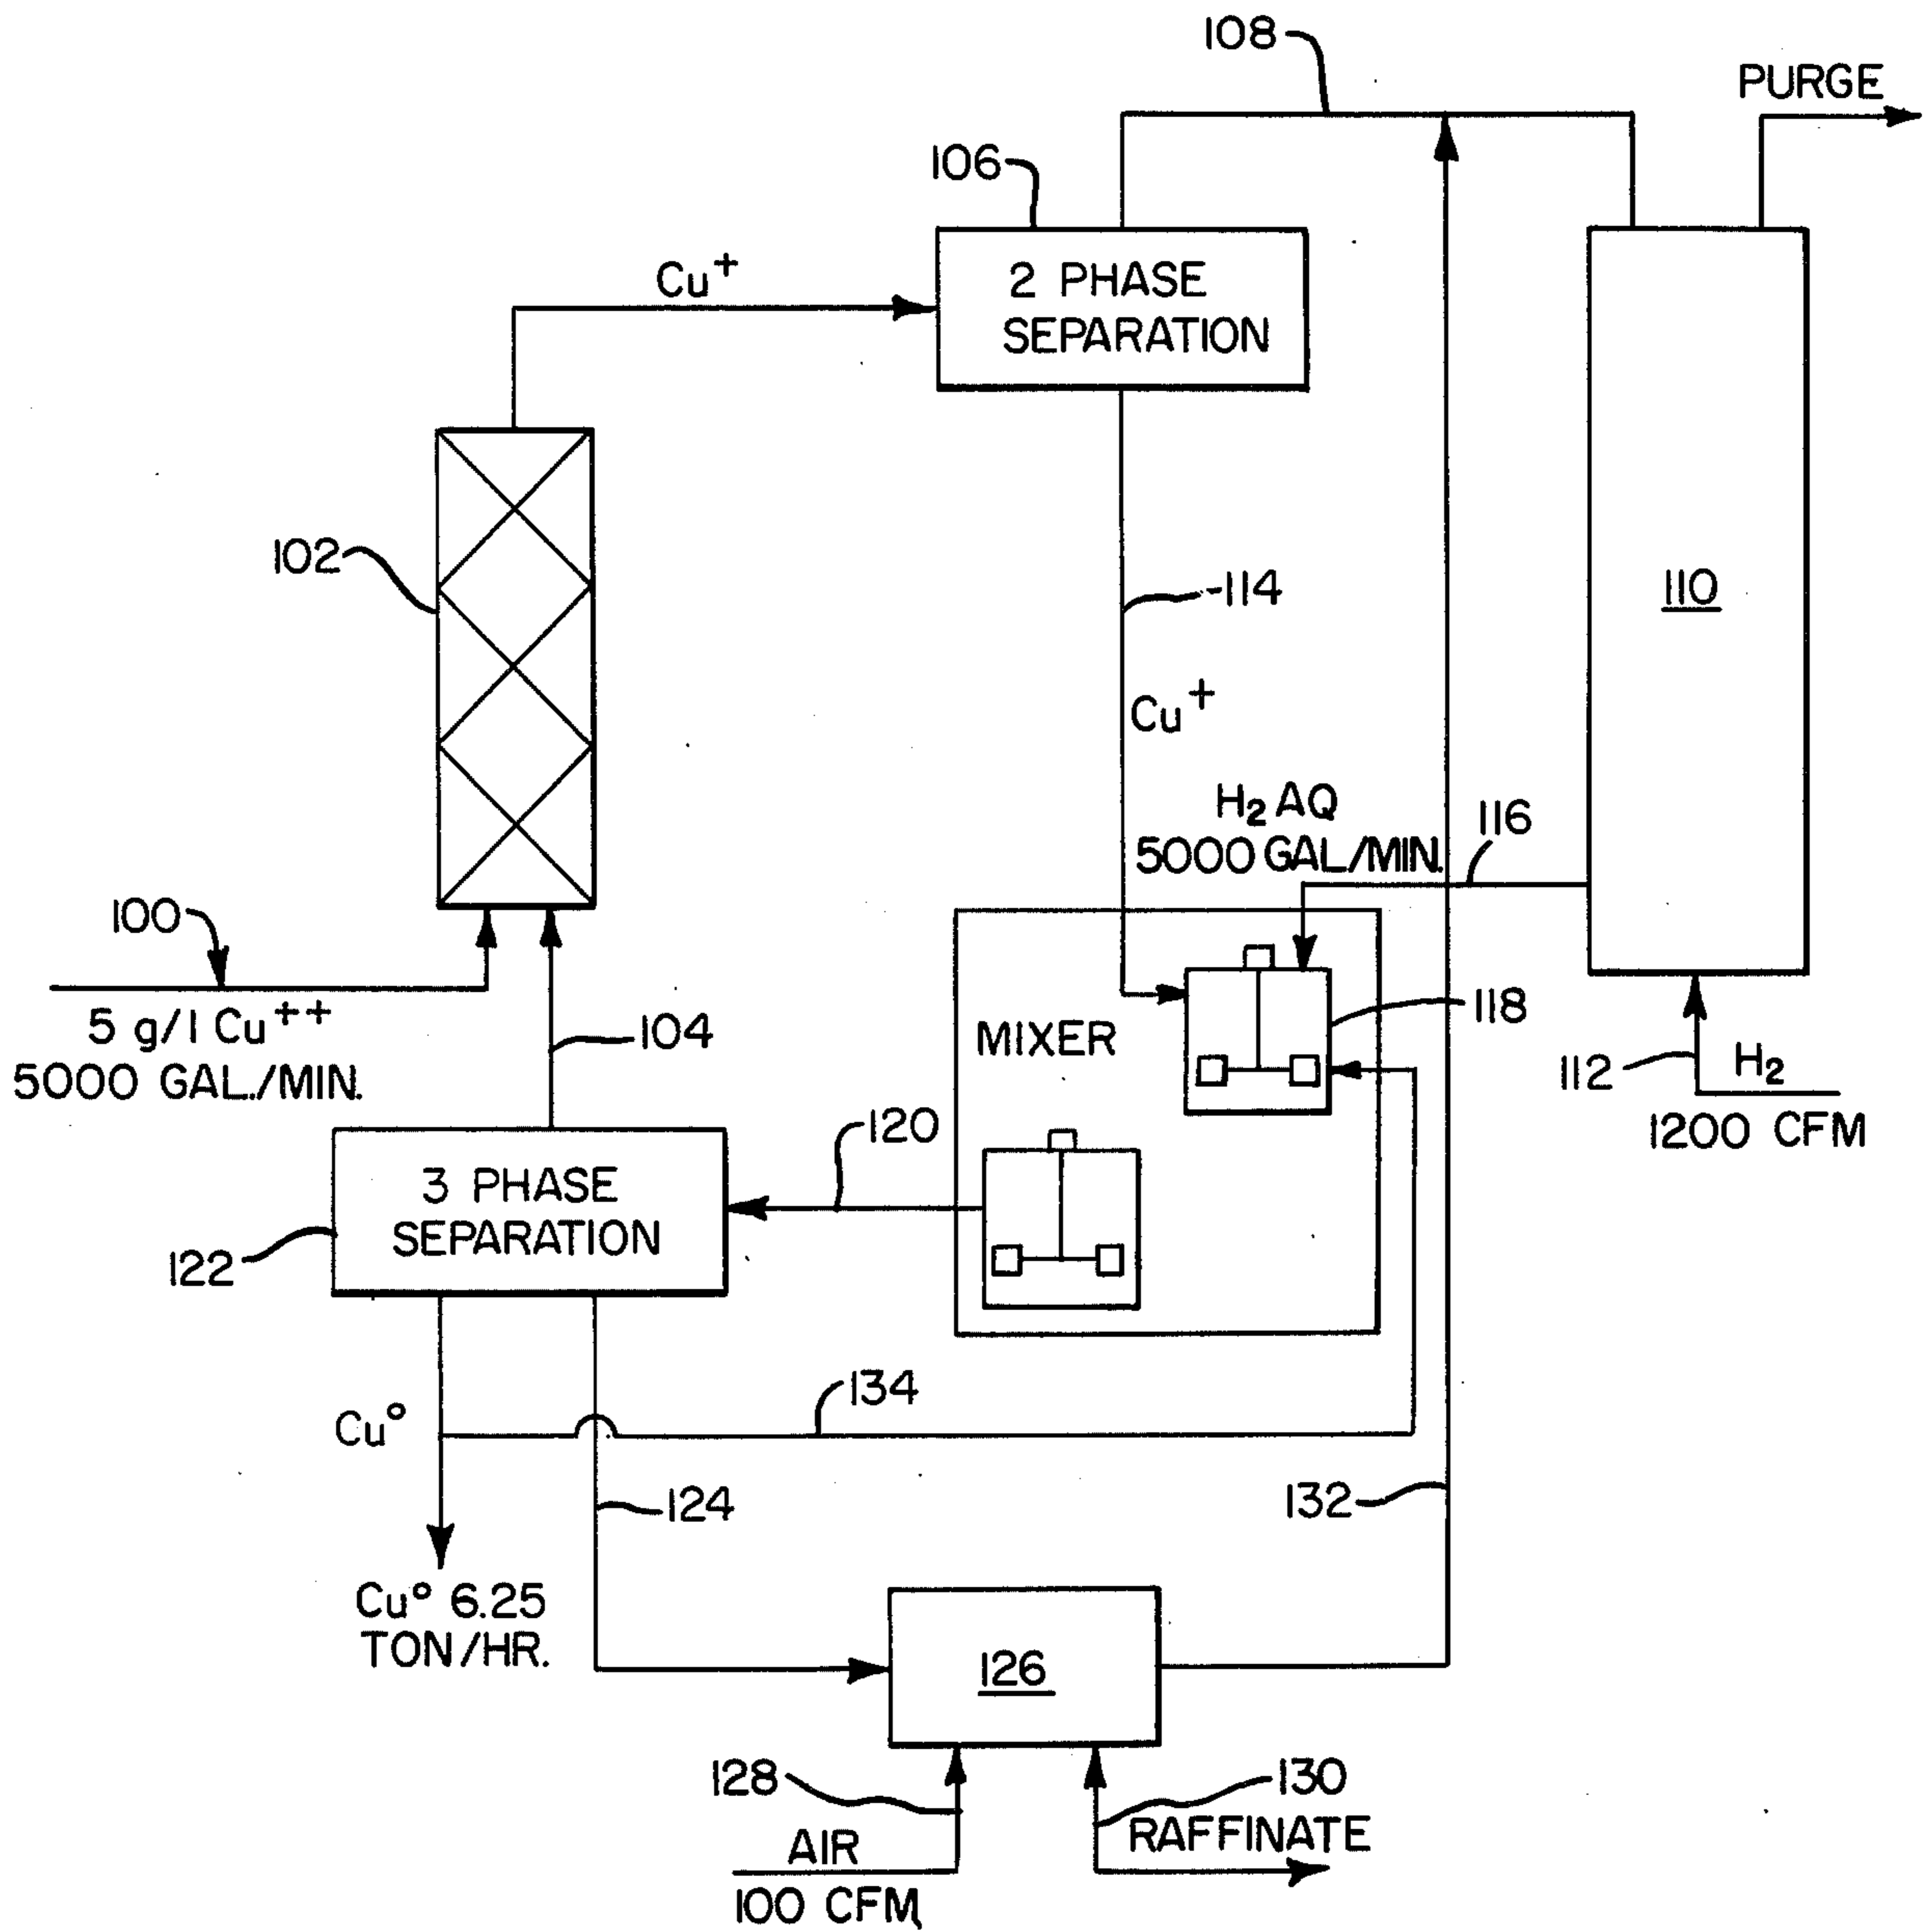 108
PURGE
106
2 PHASE
SEPARATION
Cu+
102
110
114
Cu+
H2 AQ
5000 GAL/MIN.
116
100
5 g/l Cu++
5000 GAL./MIN.
104
MIXER
118
112
H2
1200 CFM
120
3 PHASE
SEPARATION
122
134
Cu°
124
132
Cu° 6.25
TON/HR.
126
128
130
AIR
RAFFINATE
100 CFM